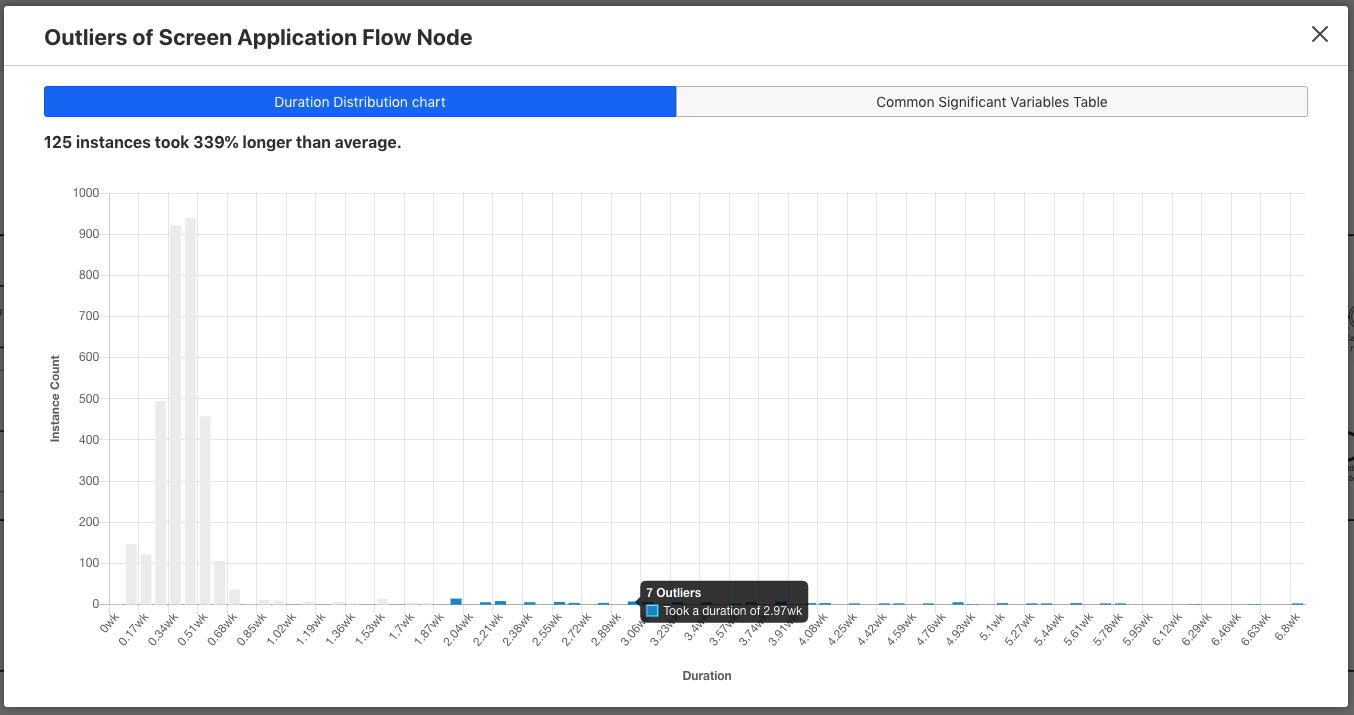 Outliers of Screen Application Flow Node
Duration Distribution chart
Common Significant Variables Table
125 instances took 339% longer than average.
1000
900
800
700
600
500
400
300
200
100
0
Instance Count
7 Outliers
Took a duration of 2.97wk
0wk
0.17wk
0.34wk
0.51wk
0.68wk
0.85wk
1.02wk
1.19wk
1.36wk
1.53wk
1.7wk
1.87wk
2.04wk
2.21wk
2.38wk
2.55wk
2.72wk
2.89wk
3.06wk
3.23wk
3.4wk
3.57wk
3.74wk
3.91wk
4.08wk
4.25wk
4.42wk
4.59wk
4.76wk
4.93wk
5.1wk
5.27wk
5.44wk
5.61wk
5.78wk
5.95wk
6.12wk
6.29wk
6.46wk
6.63wk
6.8wk
Duration